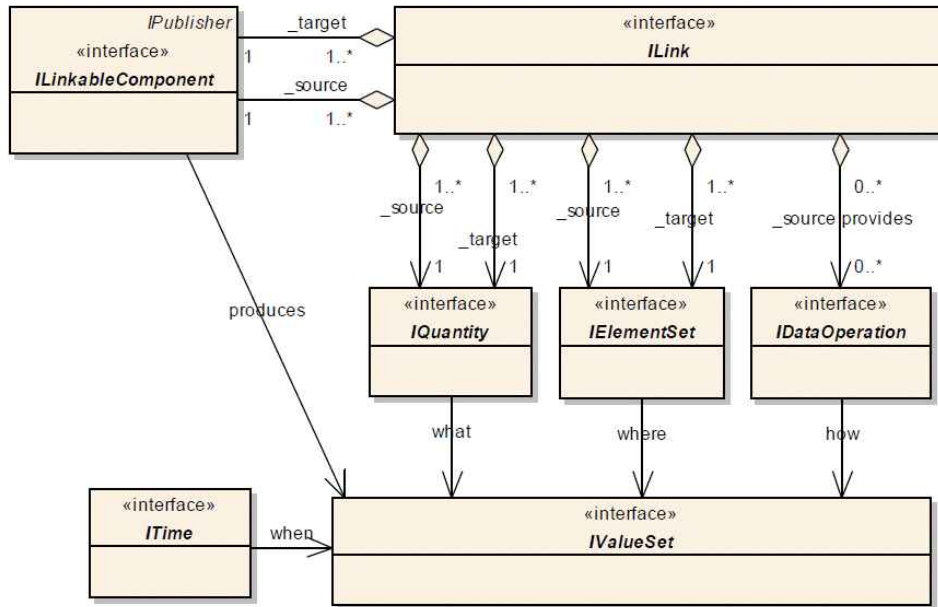 IPublisher
«interface»
ILinkableComponent
_target
1
1..*
_source
1
1..*
«interface»
ILink
1..*
1..*
1..*
1..*
0..*
_source
_target
_source
_target
_source provides
1
1
1
1
0..*
«interface»
IQuantity
«interface»
IElementSet
«interface»
IDataOperation
produces
what
where
how
«interface»
ITime
when
«interface»
IValueSet